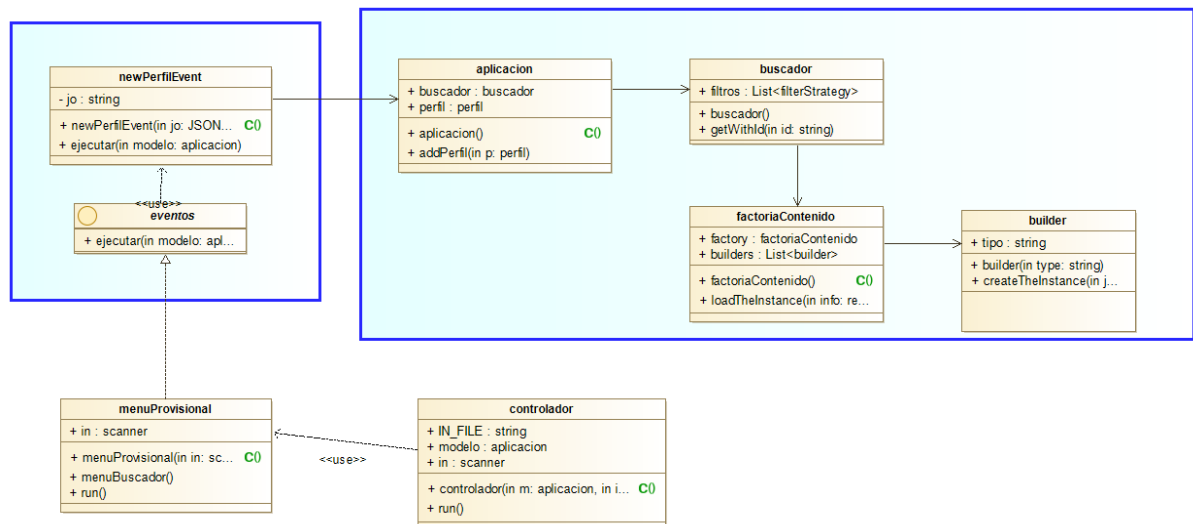 newPerfilEvent
- jo : string
+ newPerfilEvent(in jo: JSON... C()
+ ejecutar(in modelo: aplicacion)
<<use>>
eventos
+ ejecutar(in modelo: apl...
aplicacion
+ buscador : buscador
+ perfil : perfil
+ aplicacion() C()
+ addPerfil(in p: perfil)
buscador
+ filtros : List<filterStrategy>
+ buscador()
+ getWithId(in id: string)
factoriaContenido
+ factory : factoriaContenido
+ builders : List<builder>
+ factoriaContenido() C()
+ loadTheInstance(in info: re...
builder
+ tipo : string
+ builder(in type: string)
+ createTheInstance(in j...
menuProvisional
+ in : scanner
+ menuProvisional(in in: sc... C()
+ menuBuscador()
+ run()
<<use>>
controlador
+ IN_FILE : string
+ modelo : aplicacion
+ in : scanner
+ controlador(in m: aplicacion, in i... C()
+ run()